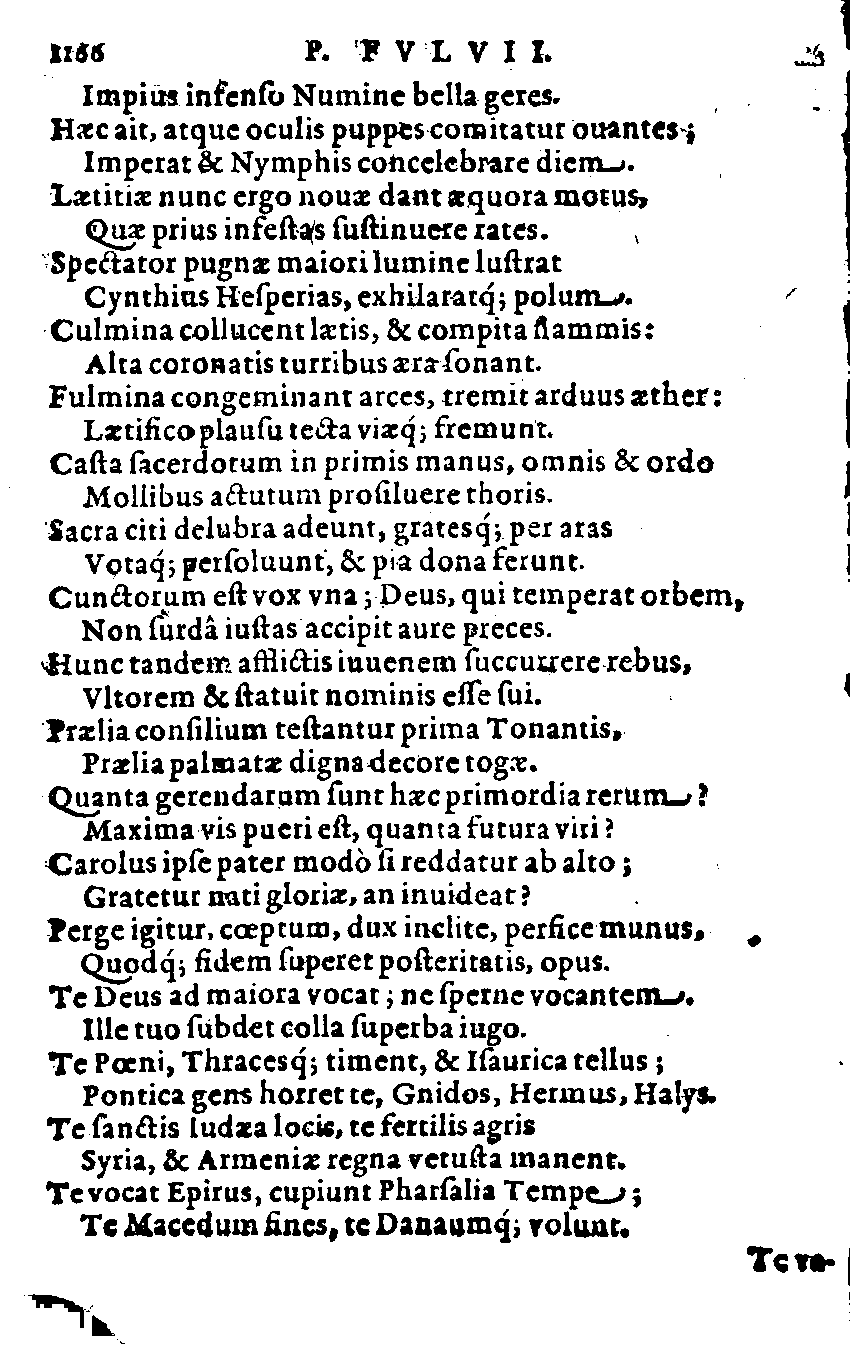 1166 P. FVLVII.
Impius infenſo Numine bella geres.
Hæc ait, atque oculis puppes comitatur ouantes;
Imperat & Nymphis concelebrare diem.
Lætitiæ nunc ergo nouæ dant æquora motus,
Quæ prius infeſtas ſuſtinuere rates.
Spectator pugnæ maiori lumine luſtrat
Cynthius Heſperias, exhilaratq́; polum.
Culmina collucent lætis, & compita flammis:
Alta coronatis turribus æra ſonant.
Fulmina congeminant arces, tremit arduus æther:
Lætifico plauſu tecta viæq́; fremunt.
Caſta ſacerdotum in primis manus, omnis & ordo
Mollibus actutum proſiluere thoris.
Sacra citi delubra adeunt, gratesq́; per aras
Votaq́; perſoluunt, & pia dona ferunt.
Cunctorum eſt vox vna; Deus, qui temperat orbem,
Non ſurdâ iuſtas accipit aure preces.
Hunc tandem afflictis iuuenem ſuccurrere rebus,
Vltorem & ſtatuit nominis eſſe ſui.
Prælia conſilium teſtantur prima Tonantis,
Prælia palmatæ digna decore togæ.
Quanta gerendarum ſunt hæc primordia rerum?
Maxima vis pueri eſt, quanta futura viri?
Carolus ipſe pater modò ſi reddatur ab alto;
Gratetur nati gloriæ, an inuideat?
Perge igitur, cœptum, dux inclite, perfice munus,
Quodq́; fidem ſuperet poſteritatis, opus.
Te Deus ad maiora vocat; ne ſperne vocantem.
Ille tuo ſubdet colla ſuperba iugo.
Te Pœni, Thracesq́; timent, & Iſaurica tellus;
Pontica gens horret te, Gnidos, Hermus, Halys.
Te ſanctis Iudæa locis, te fertilis agris
Syria, & Armeniæ regna vetuſta manent.
Te vocat Epirus, cupiunt Pharſalia Tempe;
Te Macedum fines, te Danaumq́; volunt.
Te va-